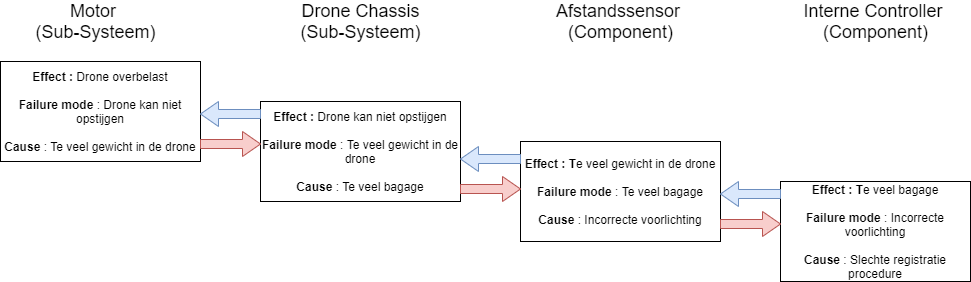 Motor
(Sub-Systeem)
Drone Chassis
(Sub-Systeem)
Afstandssensor
(Component)
Interne Controller
(Component)
Effect : Drone overbelast
Failure mode : Drone kan niet
opstijgen
Cause : Te veel gewicht in de drone
Effect : Drone kan niet opstijgen
Failure mode : Te veel gewicht in de
drone
Cause : Te veel bagage
Effect : Te veel gewicht in de drone
Failure mode : Te veel bagage
Cause : Incorrecte voorlichting
Effect : Te veel bagage
Failure mode : Incorrecte
voorlichting
Cause : Slechte registratie
procedure